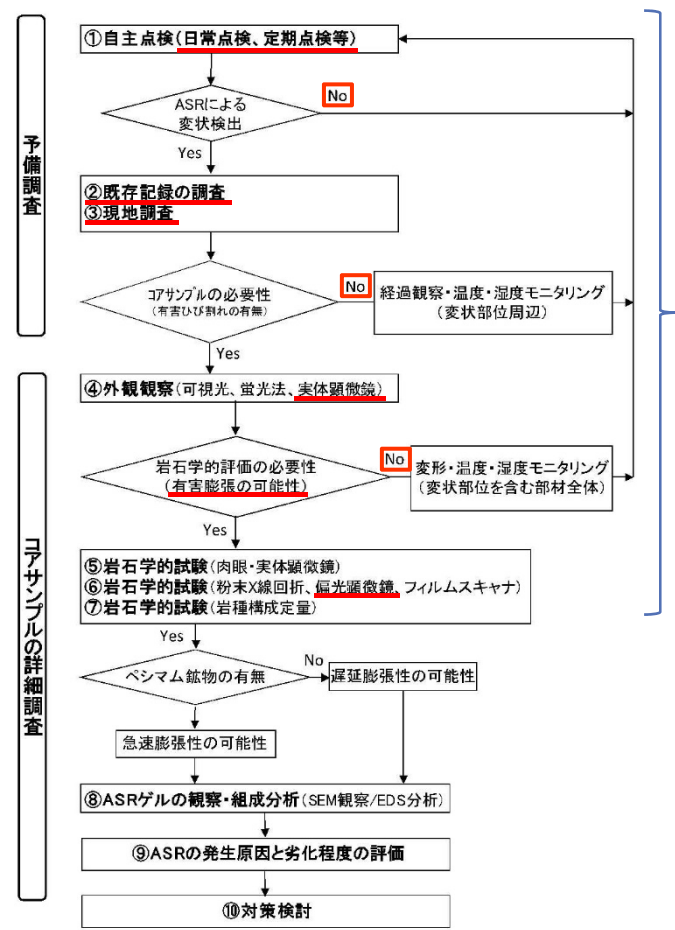 予備調査
①自主点検(日常点検、定期点検等)
ASRによる
変状検出
No
Yes
②既存記録の調査
③現地調査
コアサンプルの必要性
(有害ひび割れの有無)
No
経過観察・温度・湿度モニタリング
(変状部位周辺)
Yes
コアサンプルの詳細調査
④外観観察(可視光、蛍光法、実体顕微鏡)
岩石学的評価の必要性
(有害膨張の可能性)
No
変形・温度・湿度モニタリング
(変状部位を含む部材全体)
Yes
⑤岩石学的試験(肉眼・実体顕微鏡)
⑥岩石学的試験(粉末X線回折、偏光顕微鏡、フィルムスキャナ)
⑦岩石学的試験(岩種構成定量)
Yes
ペシマム鉱物の有無
No
遅延膨張性の可能性
急速膨張性の可能性
⑧ASRゲルの観察・組成分析(SEM観察/EDS分析)
⑨ASRの発生原因と劣化程度の評価
⑩対策検討